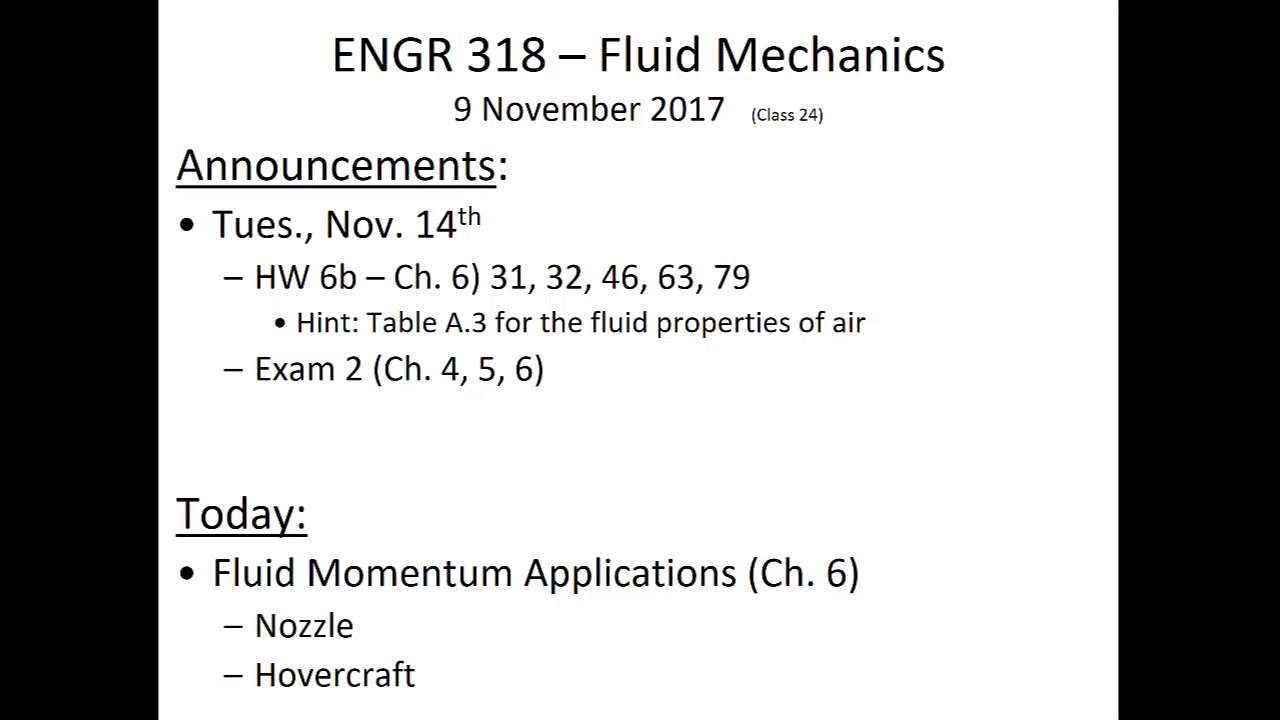 ENGR 318 – Fluid Mechanics
9 November 2017 (Class 24)
Announcements:
• Tues., Nov. 14th
– HW 6b – Ch. 6) 31, 32, 46, 63, 79
• Hint: Table A.3 for the fluid properties of air
– Exam 2 (Ch. 4, 5, 6)
Today:
• Fluid Momentum Applications (Ch. 6)
– Nozzle
– Hovercraft